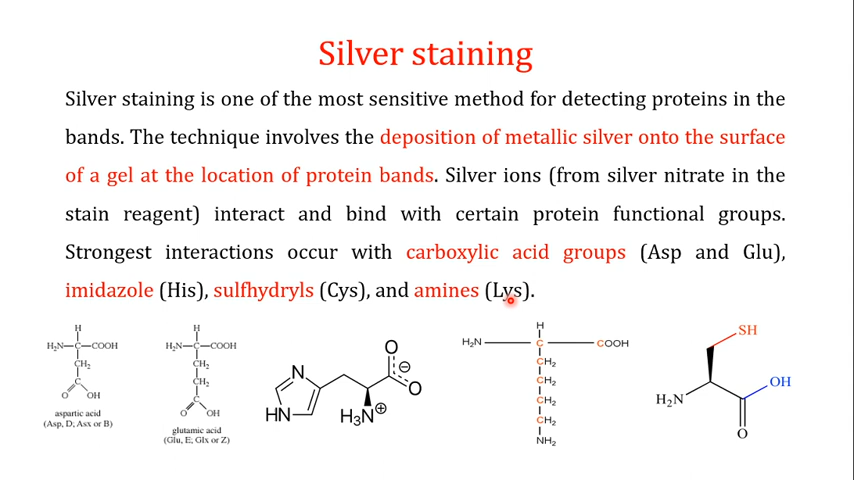 Silver staining
Silver staining is one of the most sensitive method for detecting proteins in the
bands. The technique involves the deposition of metallic silver onto the surface
of a gel at the location of protein bands. Silver ions (from silver nitrate in the
stain reagent) interact and bind with certain protein functional groups.
Strongest interactions occur with carboxylic acid groups (Asp and Glu),
imidazole (His), sulfhydryls (Cys), and amines (Lys).
H
H₂N—C—COOH
CH₂
C
O OH
aspartic acid
(Asp, D; Asx or B)
H
H₂N—C—COOH
CH₂
CH₂
C
O OH
glutamic acid
(Glu, E; Glx or Z)
O
N
O
HN
H₃N⊕
⊖
H
H₂N C COOH
CH₂
CH₂
CH₂
CH₂
NH₂
SH
OH
H₂N
O